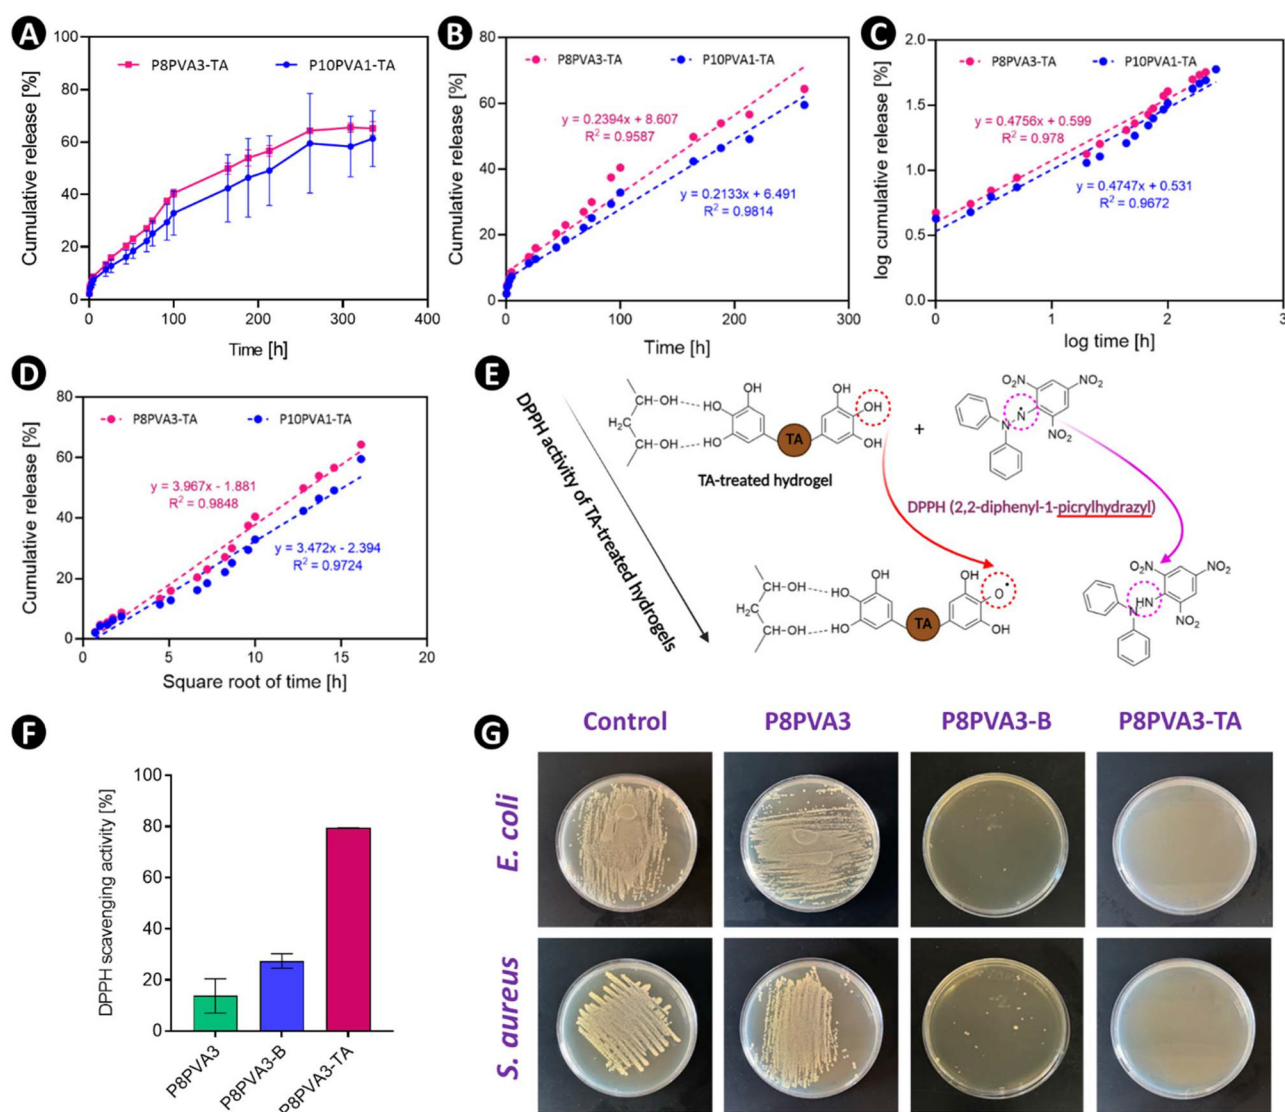 A
100
80
60
40
20
0
0
100
200
300
400
Cumulative release [%]
Time [h]
P8PVA3-TA
P10PVA1-TA
B
80
60
40
20
0
0
100
200
300
Cumulative release [%]
Time [h]
P8PVA3-TA
P10PVA1-TA
y = 0.2394x + 8.607
R² = 0.9587
y = 0.2133x + 6.491
R² = 0.9814
C
2.0
1.5
1.0
0.5
0.0
0
1
2
3
log cumulative release [%]
log time [h]
P8PVA3-TA
P10PVA1-TA
y = 0.4756x + 0.599
R² = 0.978
y = 0.4747x + 0.531
R² = 0.9672
D
80
60
40
20
0
0
5
10
15
20
Cumulative release [%]
Square root of time [h]
P8PVA3-TA
P10PVA1-TA
y = 3.967x - 1.881
R² = 0.9848
y = 3.472x - 2.394
R² = 0.9724
E
DPPH activity of TA-treated hydrogels
CH-OH
H₂C
CH-OH
OH
HO
HO
TA
OH
OH
OH
TA-treated hydrogel
+
O₂N
NO₂
N
N
NO₂
DPPH (2,2-diphenyl-1-picrylhydrazyl)
CH-OH
H₂C
CH-OH
OH
HO
HO
TA
OH
O•
OH
O₂N
NO₂
HN
N
NO₂
F
100
80
60
40
20
0
DPPH scavenging activity [%]
P8PVA3
P8PVA3-B
P8PVA3-TA
G
Control
P8PVA3
P8PVA3-B
P8PVA3-TA
E. coli
S. aureus